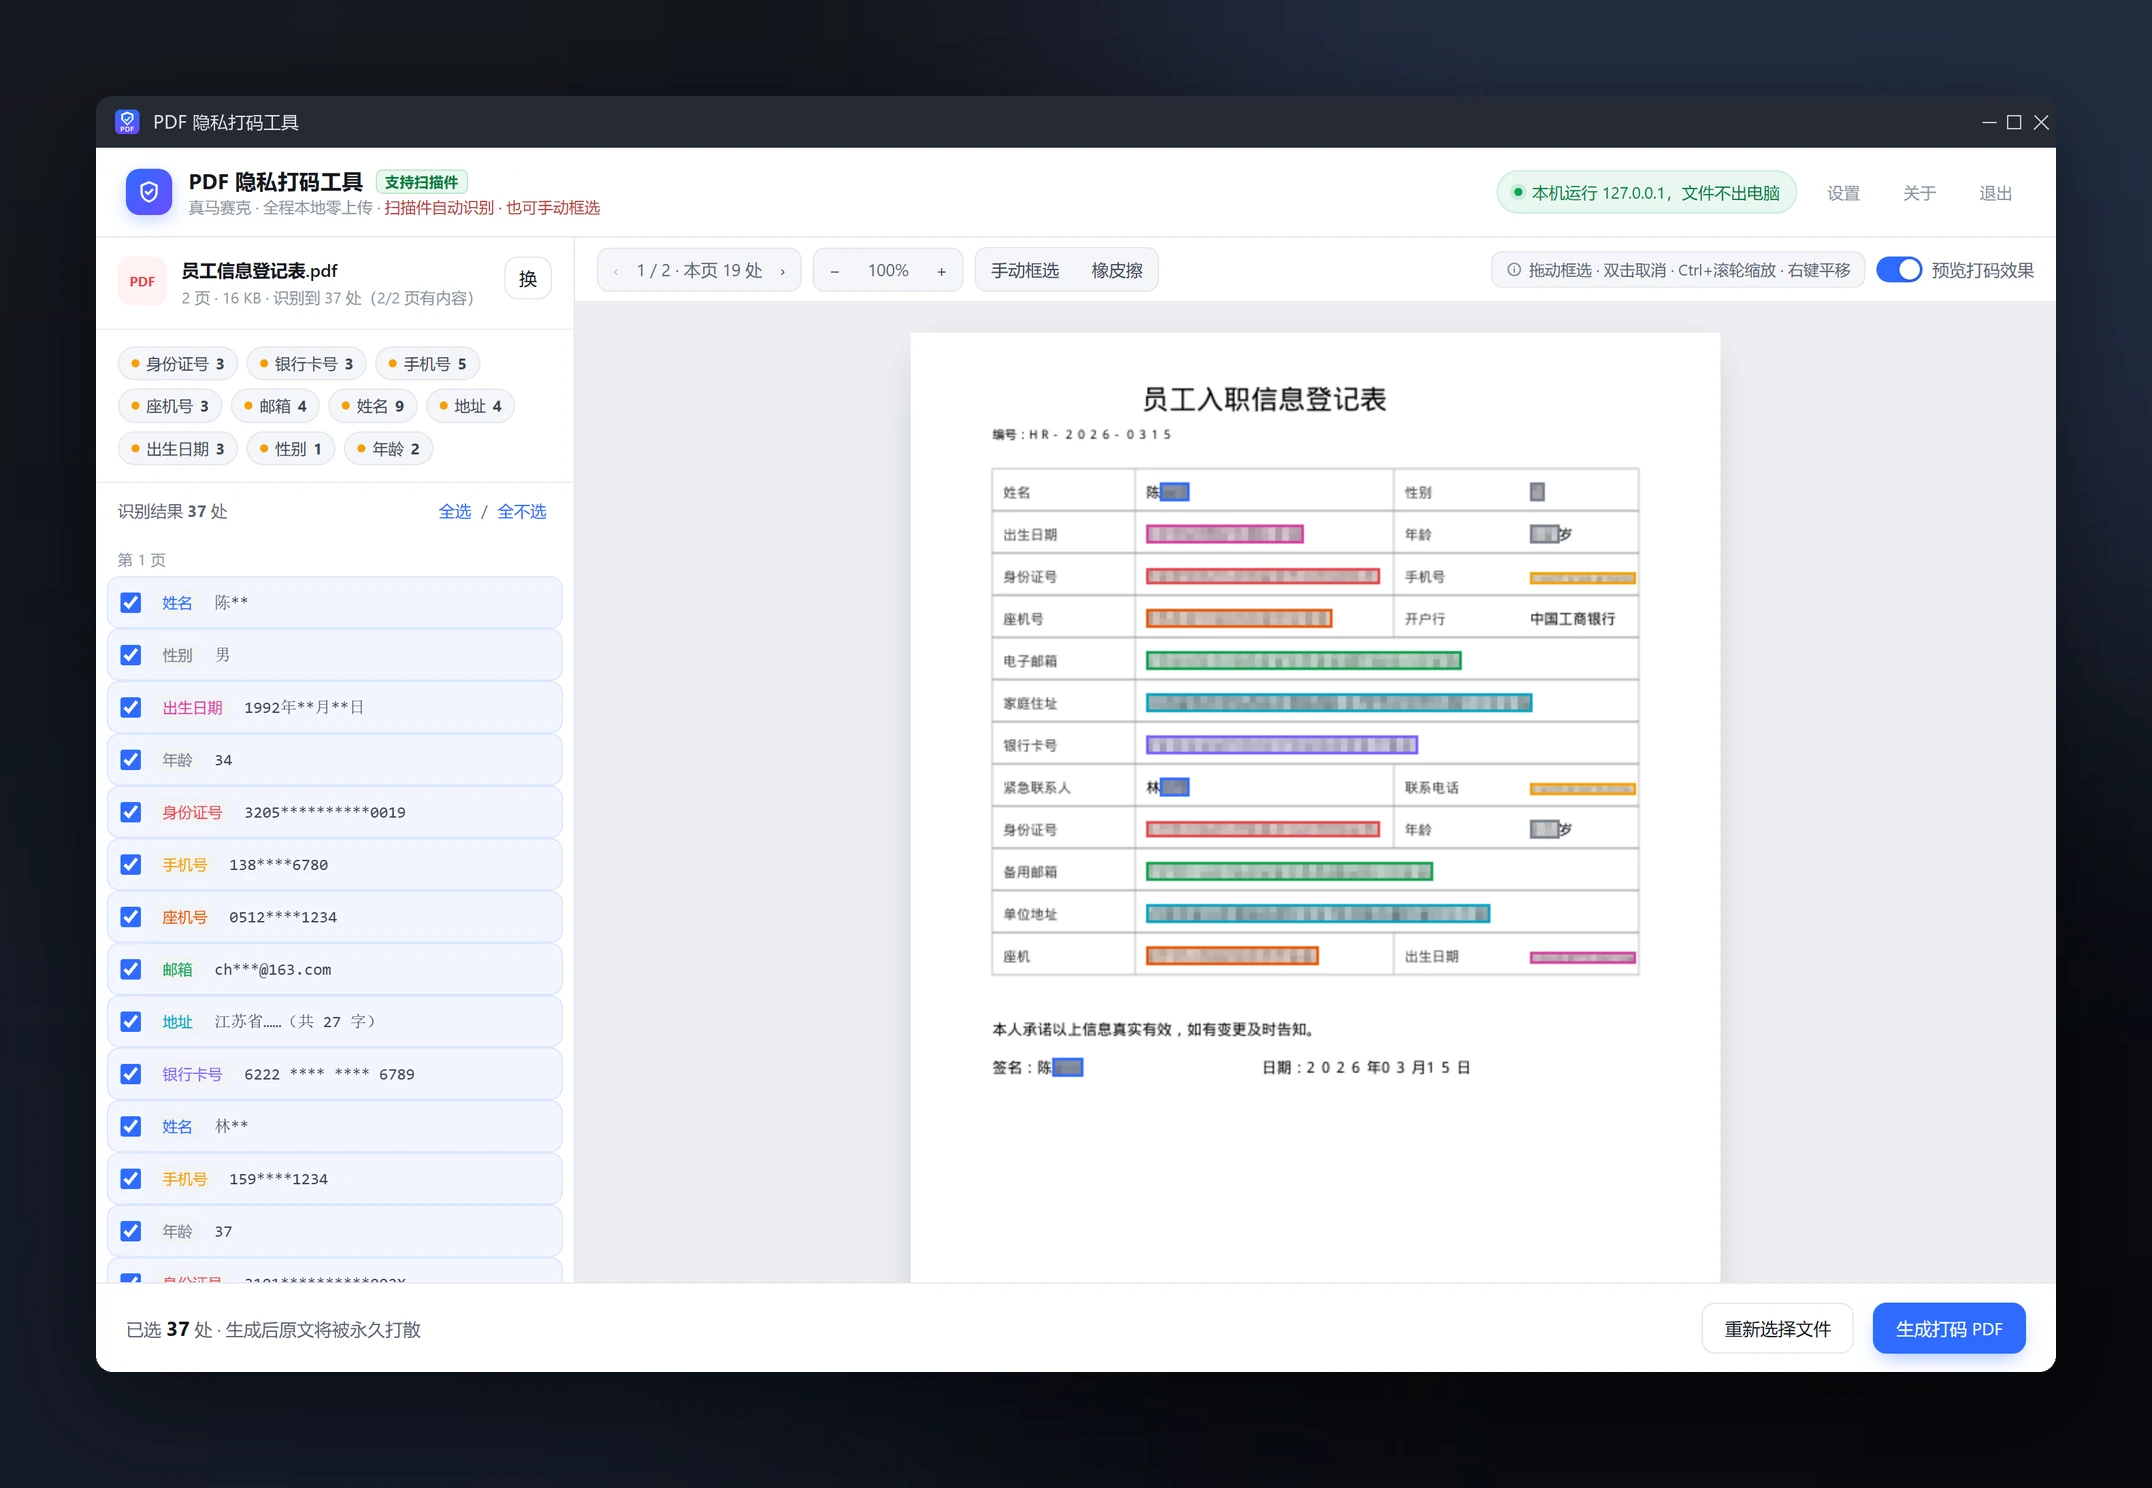 PDF 隐私打码工具
PDF 隐私打码工具 支持扫描件
真马赛克 · 全程本地零上传 · 扫描件自动识别 · 也可手动框选
本机运行 127.0.0.1，文件不出电脑 设置 关于 退出
PDF 员工信息登记表.pdf 换
2 页 · 16 KB · 识别到 37 处（2/2 页有内容）
身份证号 3 银行卡号 3 手机号 5
座机号 3 邮箱 4 姓名 9 地址 4
出生日期 3 性别 1 年龄 2
识别结果 37 处 全选 / 全不选
第 1 页
姓名 陈**
性别 男
出生日期 1992年**月**日
年龄 34
身份证号 3205**********0019
手机号 138****6780
座机号 0512****1234
邮箱 ch***@163.com
地址 江苏省……（共 27 字）
银行卡号 6222 **** **** 6789
姓名 林**
手机号 159****1234
年龄 37
‹ 1 / 2 · 本页 19 处 › − 100% + 手动框选 橡皮擦
拖动框选 · 双击取消 · Ctrl+滚轮缩放 · 右键平移 预览打码效果
员工入职信息登记表
编号：HR-2026-0315
姓名 陈 性别
出生日期 年龄 岁
身份证号 手机号
座机号 开户行 中国工商银行
电子邮箱
家庭住址
银行卡号
紧急联系人 林 联系电话
身份证号 年龄 岁
备用邮箱
单位地址
座机 出生日期
本人承诺以上信息真实有效，如有变更及时告知。
签名：陈 日期：2026年03月15日
已选 37 处 · 生成后原文将被永久打散 重新选择文件 生成打码 PDF